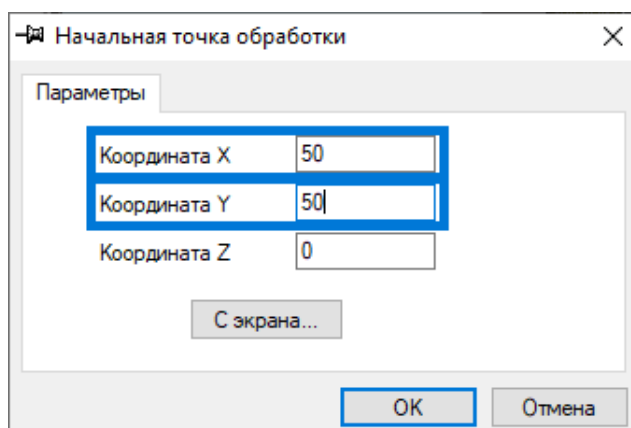 Начальная точка обработки
Параметры
Координата X 50
Координата Y 50
Координата Z 0
С экрана...
OK Отмена